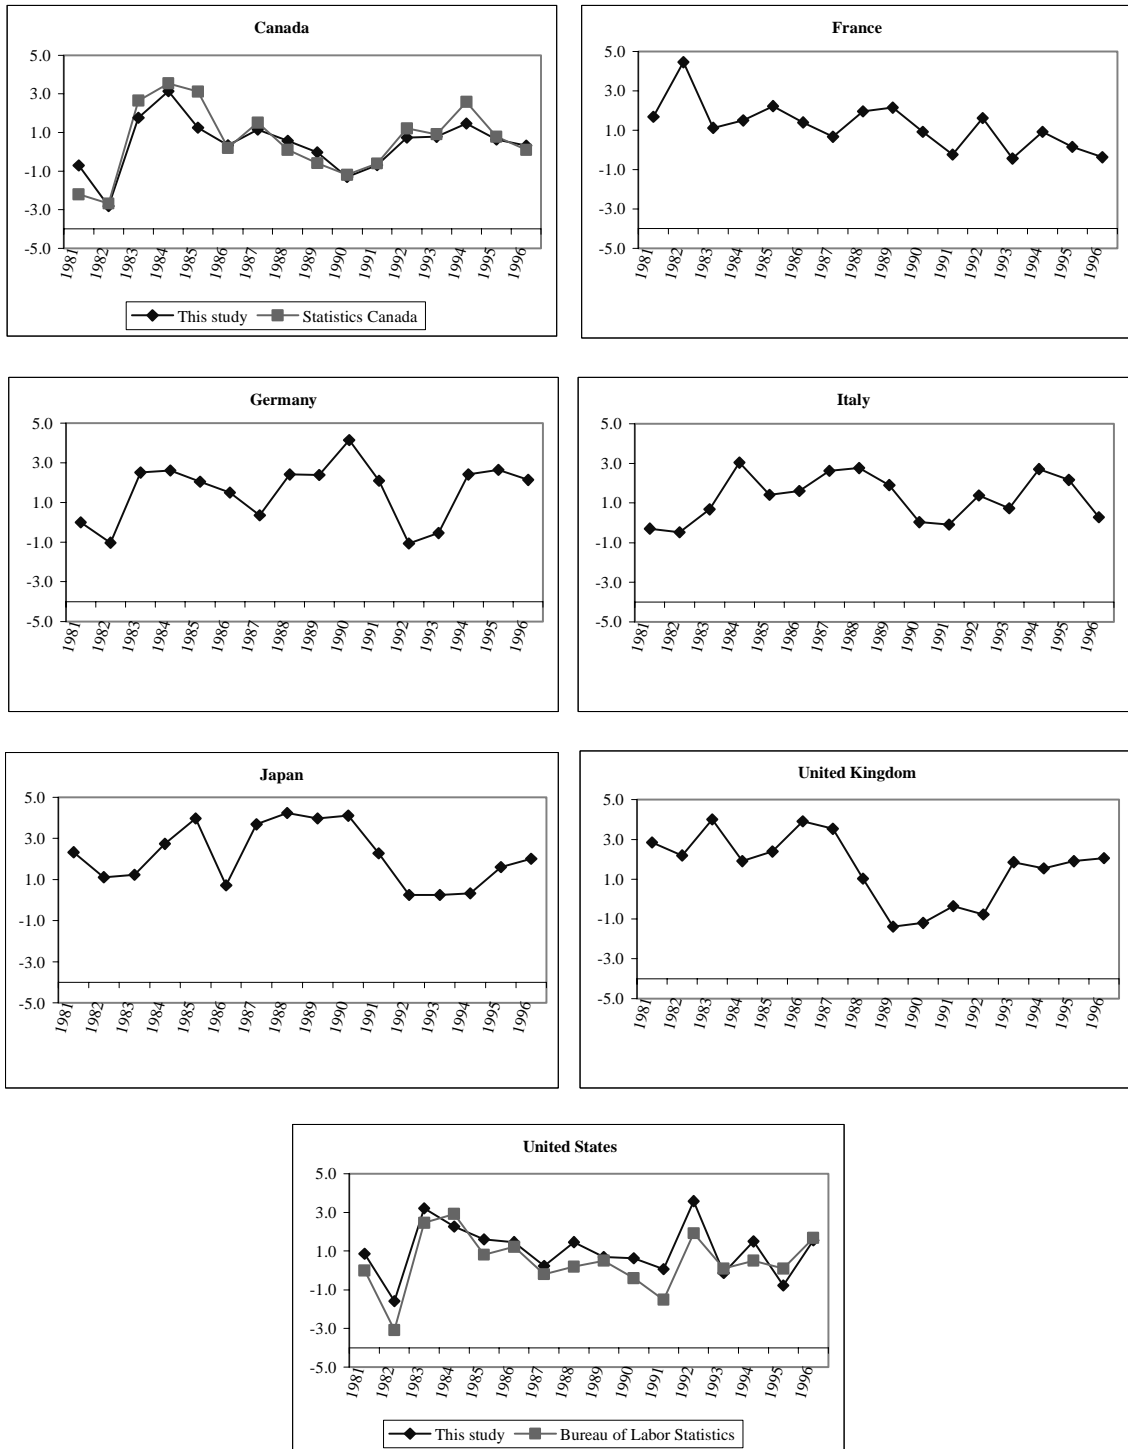 Canada
5.0
3.0
1.0
-1.0
-3.0
-5.0
1981 1982 1983 1984 1985 1986 1987 1988 1989 1990 1991 1992 1993 1994 1995 1996
This study Statistics Canada
France
5.0
3.0
1.0
-1.0
-3.0
-5.0
1981 1982 1983 1984 1985 1986 1987 1988 1989 1990 1991 1992 1993 1994 1995 1996
Germany
5.0
3.0
1.0
-1.0
-3.0
-5.0
1981 1982 1983 1984 1985 1986 1987 1988 1989 1990 1991 1992 1993 1994 1995 1996
Italy
5.0
3.0
1.0
-1.0
-3.0
-5.0
1981 1982 1983 1984 1985 1986 1987 1988 1989 1990 1991 1992 1993 1994 1995 1996
Japan
5.0
3.0
1.0
-1.0
-3.0
-5.0
1981 1982 1983 1984 1985 1986 1987 1988 1989 1990 1991 1992 1993 1994 1995 1996
United Kingdom
5.0
3.0
1.0
-1.0
-3.0
-5.0
1981 1982 1983 1984 1985 1986 1987 1988 1989 1990 1991 1992 1993 1994 1995 1996
United States
5.0
3.0
1.0
-1.0
-3.0
-5.0
1981 1982 1983 1984 1985 1986 1987 1988 1989 1990 1991 1992 1993 1994 1995 1996
This study Bureau of Labor Statistics